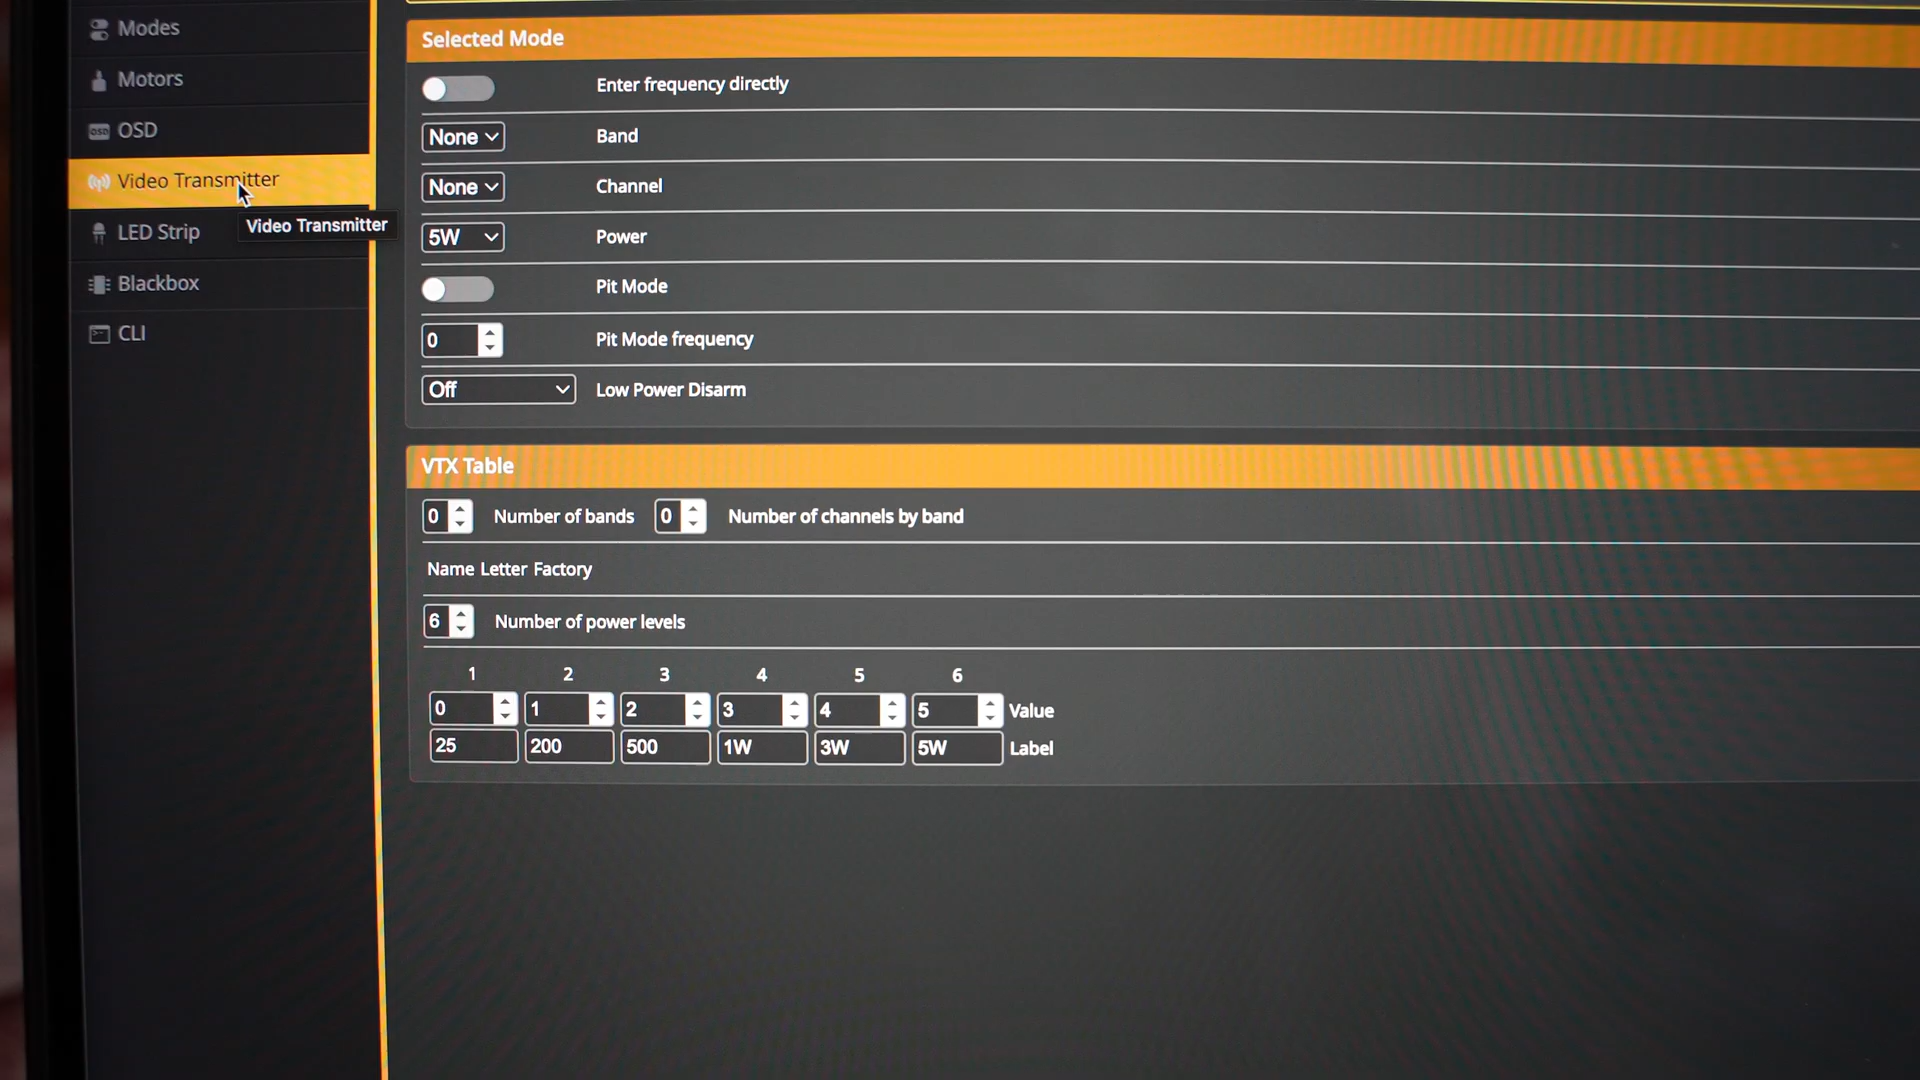 Modes
Motors
OSD
Video Transmitter
Video Transmitter
LED Strip
Blackbox
CLI
Selected Mode
Enter frequency directly
None Band
None Channel
5W Power
Pit Mode
0 Pit Mode frequency
Off Low Power Disarm
VTX Table
0 Number of bands 0 Number of channels by band
Name Letter Factory
6 Number of power levels
1 2 3 4 5 6
0 1 2 3 4 5 Value
25 200 500 1W 3W 5W Label